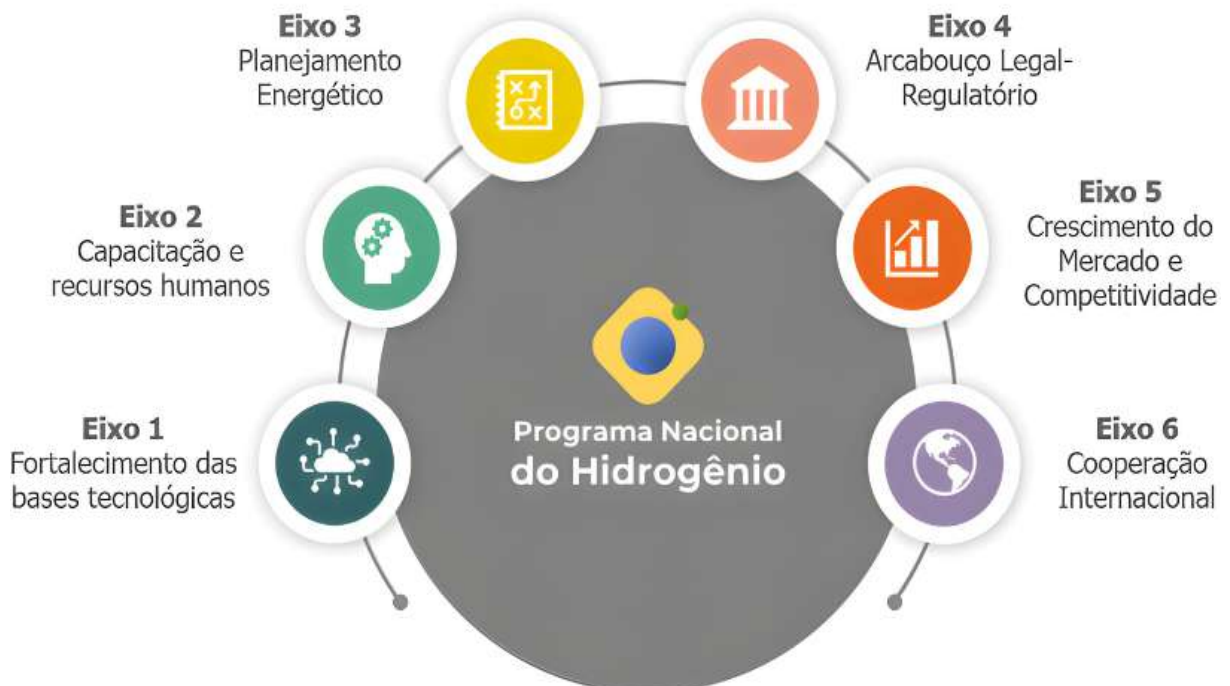 Eixo 3
Planejamento
Energético
Eixo 4
Arcabouço Legal-
Regulatório
Eixo 2
Capacitação e
recursos humanos
Eixo 5
Crescimento do
Mercado e
Competitividade
Eixo 1
Fortalecimento das
bases tecnológicas
Programa Nacional
do Hidrogênio
Eixo 6
Cooperação
Internacional